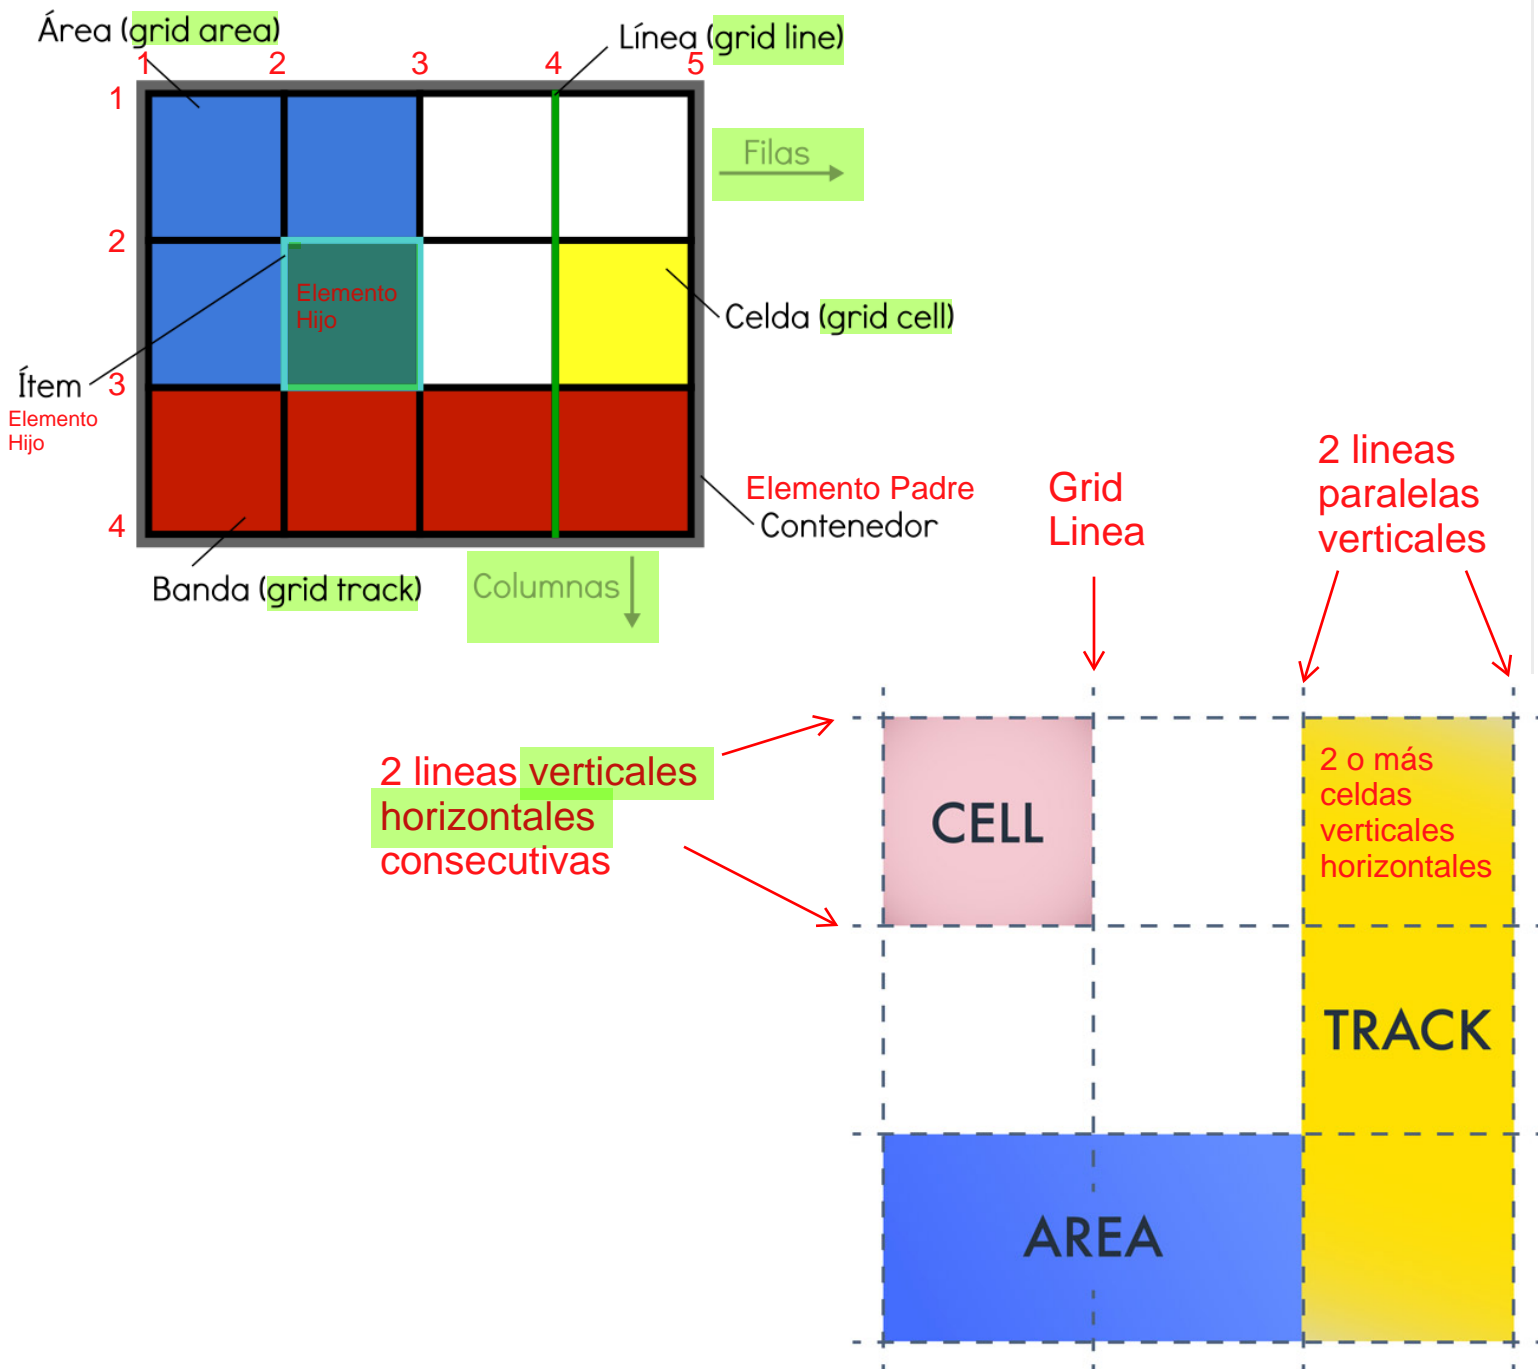 Área (grid area)
Línea (grid line)
1 2 3 4 5
1
Filas
2
Elemento
Hijo
Celda (grid cell)
Ítem
3
Elemento
Hijo
Elemento Padre
Contenedor
4
Banda (grid track)
Columnas
Grid
Linea
2 lineas
paralelas
verticales
2 lineas verticales
horizontales
consecutivas
CELL
2 o más
celdas
verticales
horizontales
TRACK
AREA